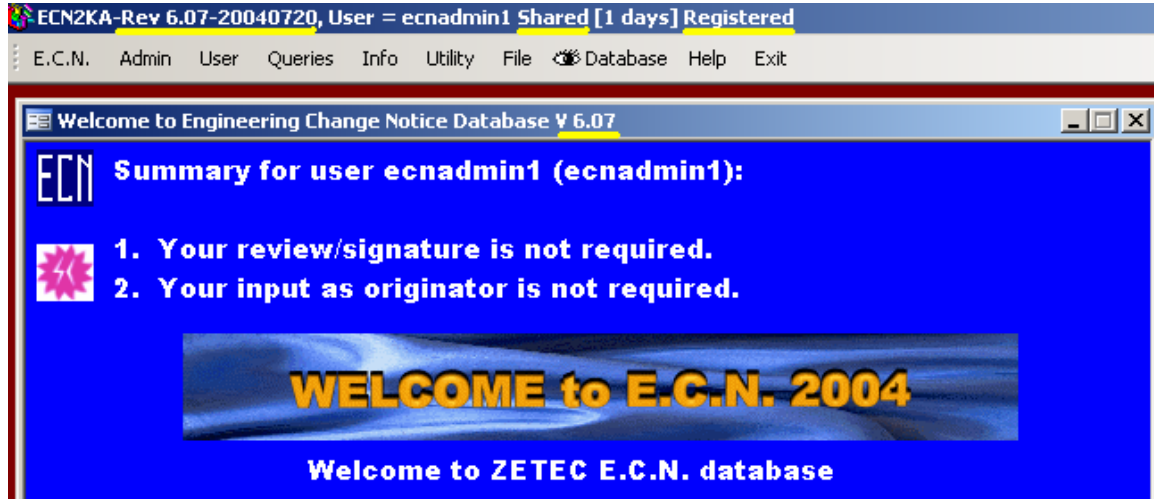 ECN2KA-Rev 6.07-20040720, User = ecnadmin1 Shared [1 days] Registered
E.C.N. Admin User Queries Info Utility File Database Help Exit
Welcome to Engineering Change Notice Database V 6.07
ECN
Summary for user ecnadmin1 (ecnadmin1):
1. Your review/signature is not required.
2. Your input as originator is not required.
WELCOME to E.C.N. 2004
Welcome to ZETEC E.C.N. database